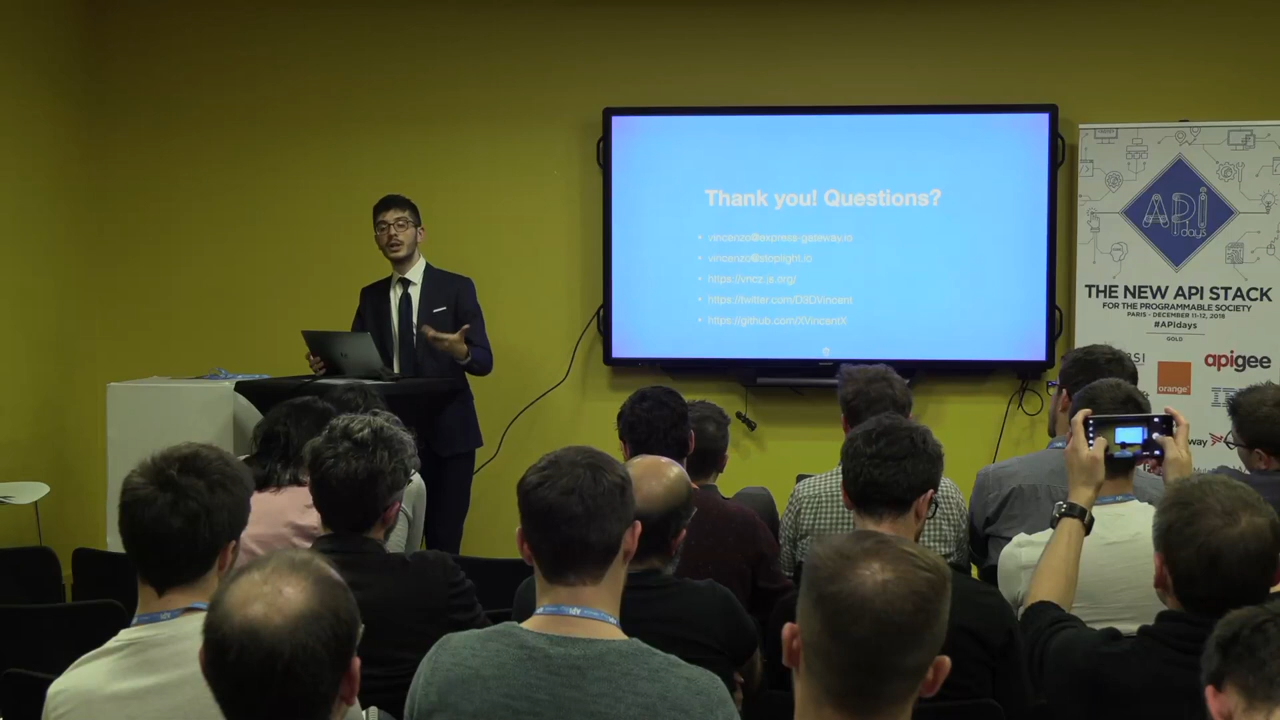 Thank you! Questions?
• vincenzo@express-gateway.io
• vincenzo@stoplight.io
• https://vncz.js.org/
• https://twitter.com/D3DVincent
• https://github.com/XVincentX
API
days
THE NEW API STACK
FOR THE PROGRAMMABLE SOCIETY
PARIS - DECEMBER 11-12, 2018
#APIdays
GOLD
apigee
orange